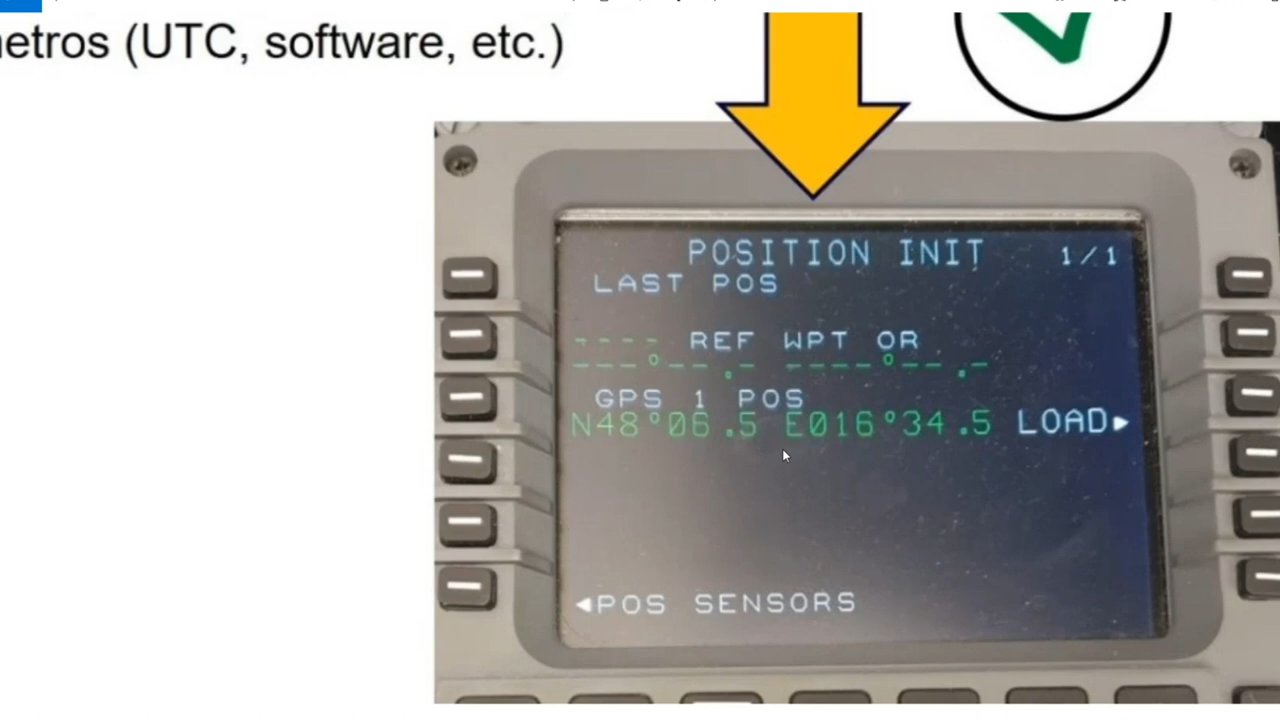 (UTC, software, etc.)
POSITION INIT 1/1
LAST POS
---- REF WPT OR
---°--.- ----°--.-
GPS 1 POS
N48°06.5 E016°34.5 LOAD▸
◂POS SENSORS